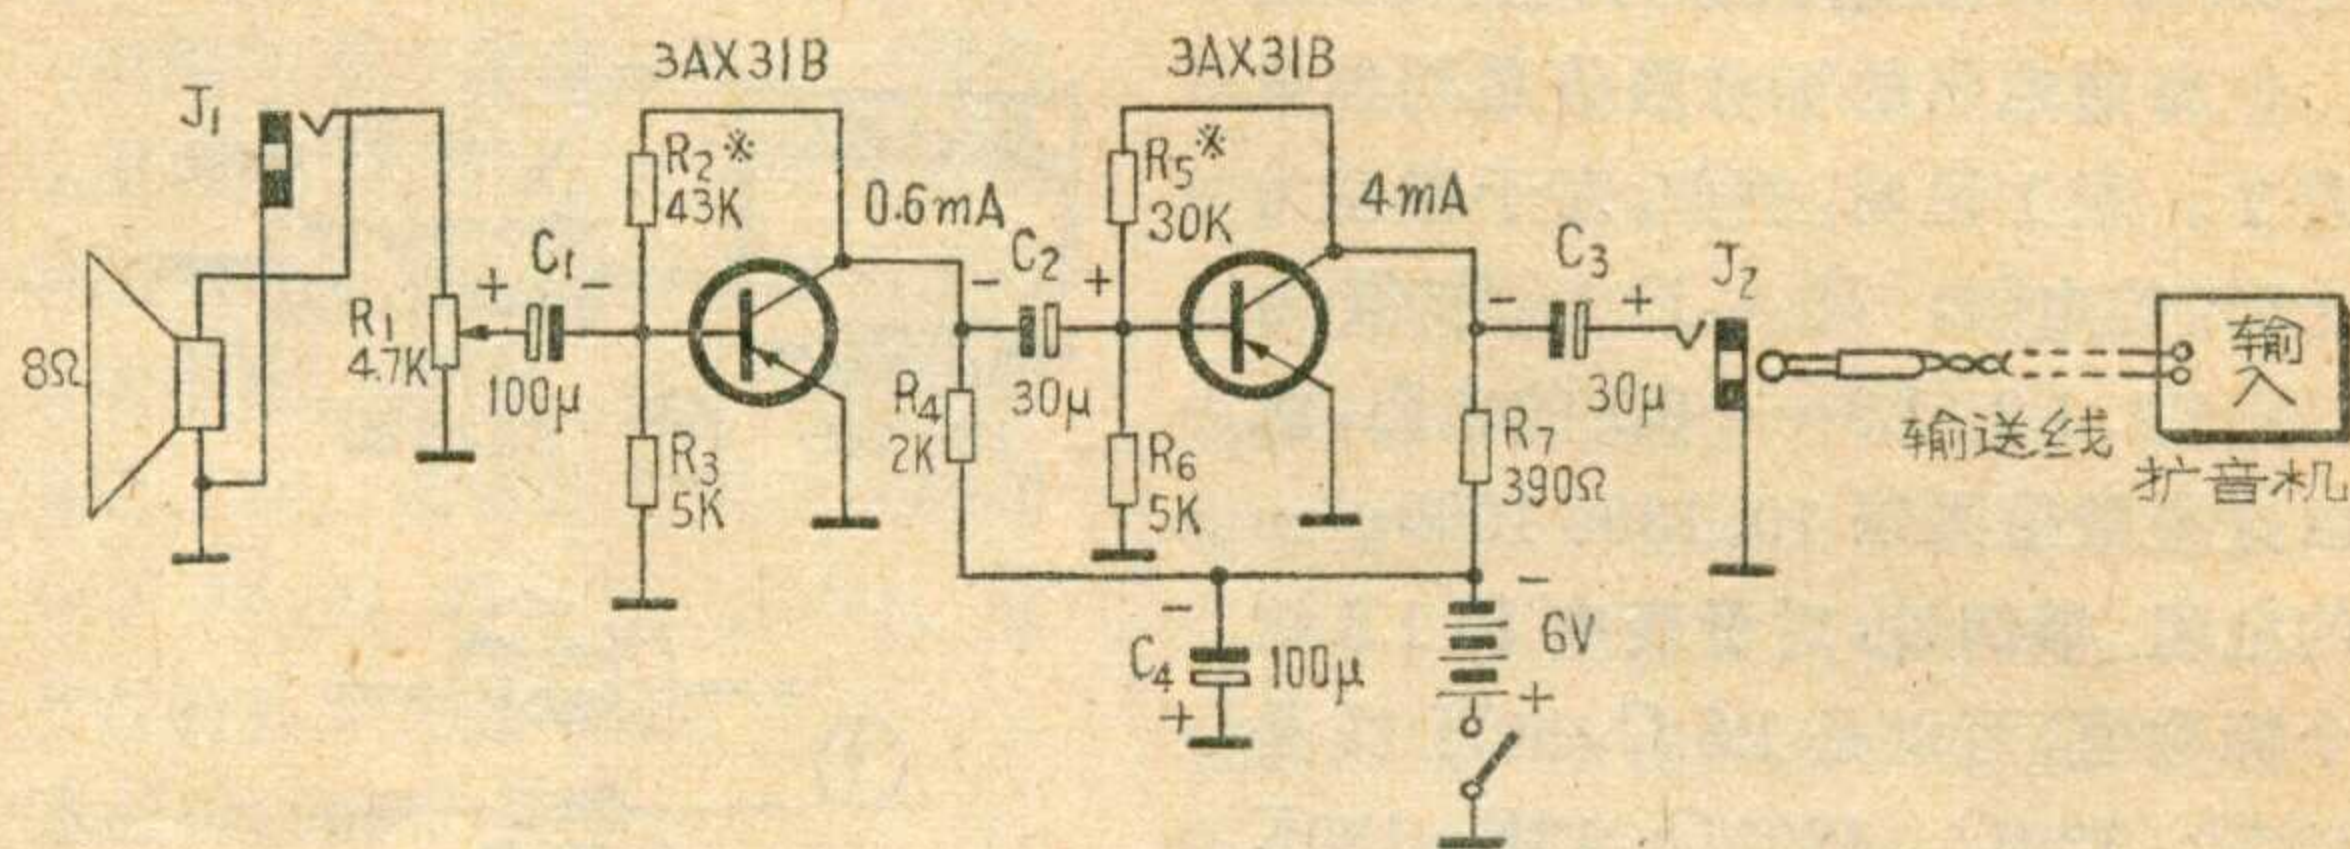 3AX31B
3AX31B
J1
R2※
43K
R5※
30K
0.6mA
4mA
+ C1 −
100μ
− C2 +
30μ
− C3 +
30μ
J2
8Ω
R1
4.7K
R4
2K
R3
5K
R6
5K
R7
390Ω
输入
输送线
扩音机
−
C4
100μ
+
−
6V
+